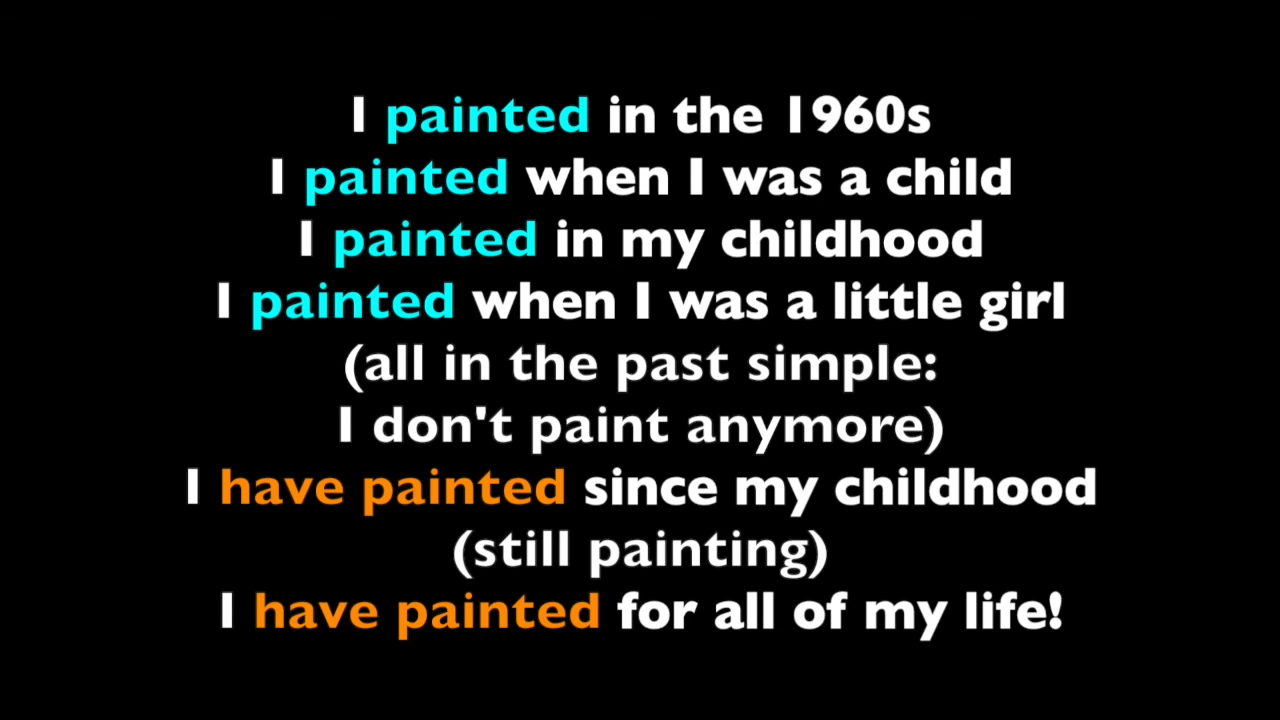 I painted in the 1960s
I painted when I was a child
I painted in my childhood
I painted when I was a little girl
(all in the past simple:
I don't paint anymore)
I have painted since my childhood
(still painting)
I have painted for all of my life!